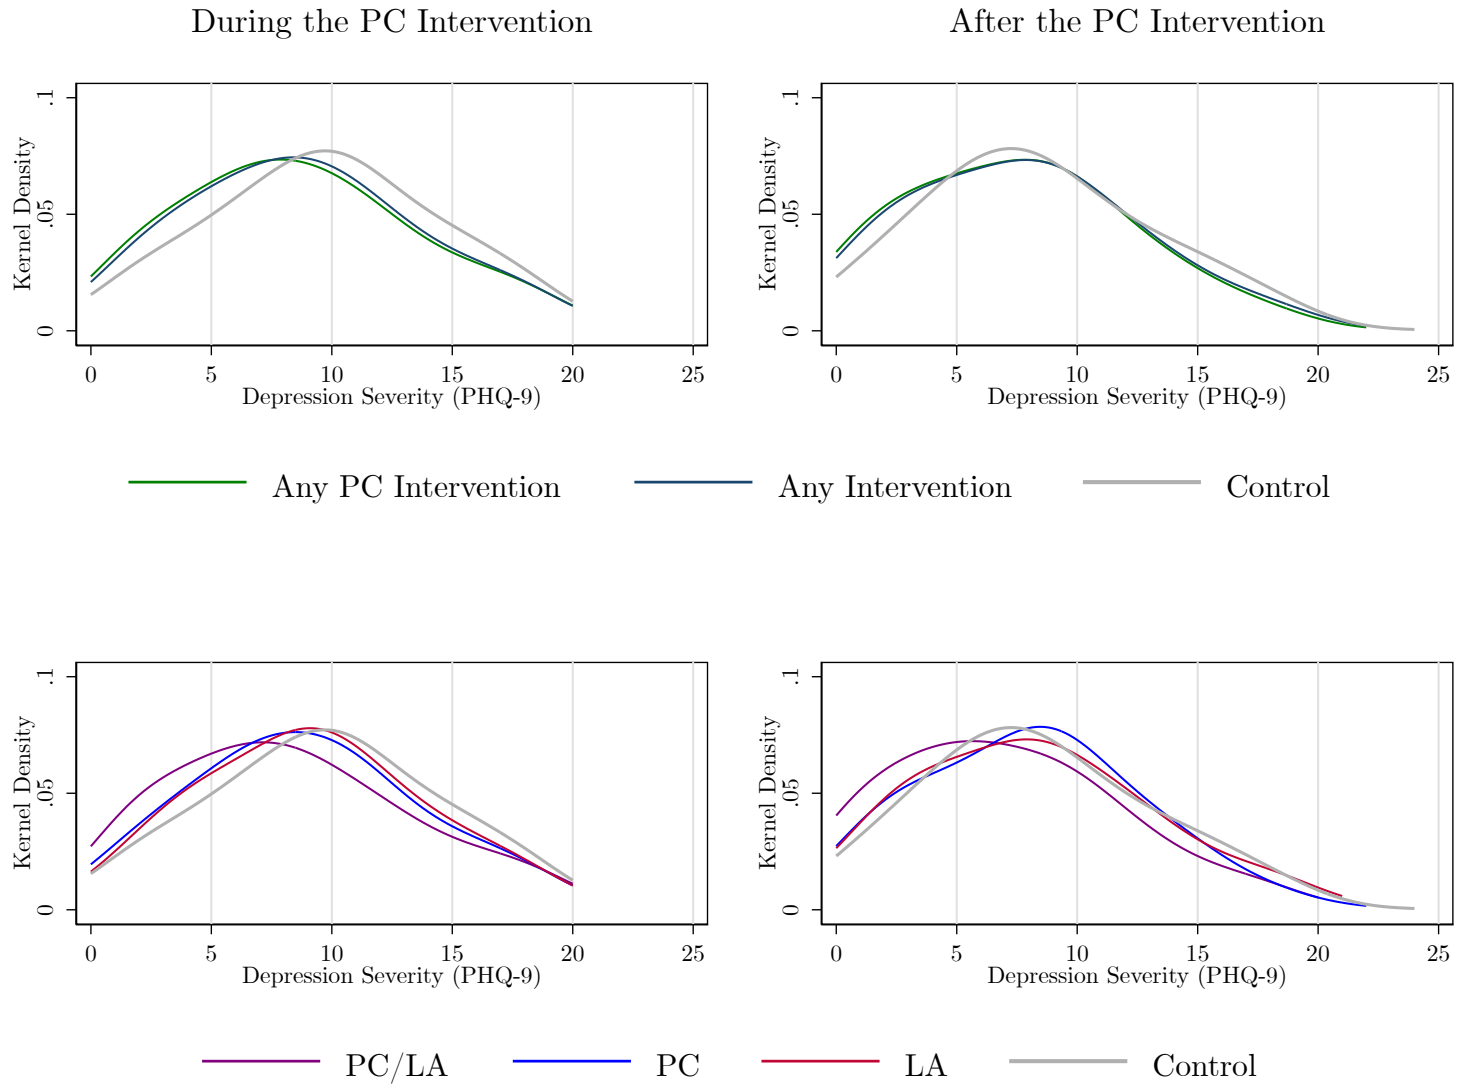 During the PC Intervention
After the PC Intervention
Kernel Density
0 .05 .1
0 5 10 15 20 25
Depression Severity (PHQ-9)
Kernel Density
0 .05 .1
0 5 10 15 20 25
Depression Severity (PHQ-9)
Any PC Intervention Any Intervention Control
Kernel Density
0 .05 .1
0 5 10 15 20 25
Depression Severity (PHQ-9)
Kernel Density
0 .05 .1
0 5 10 15 20 25
Depression Severity (PHQ-9)
PC/LA PC LA Control